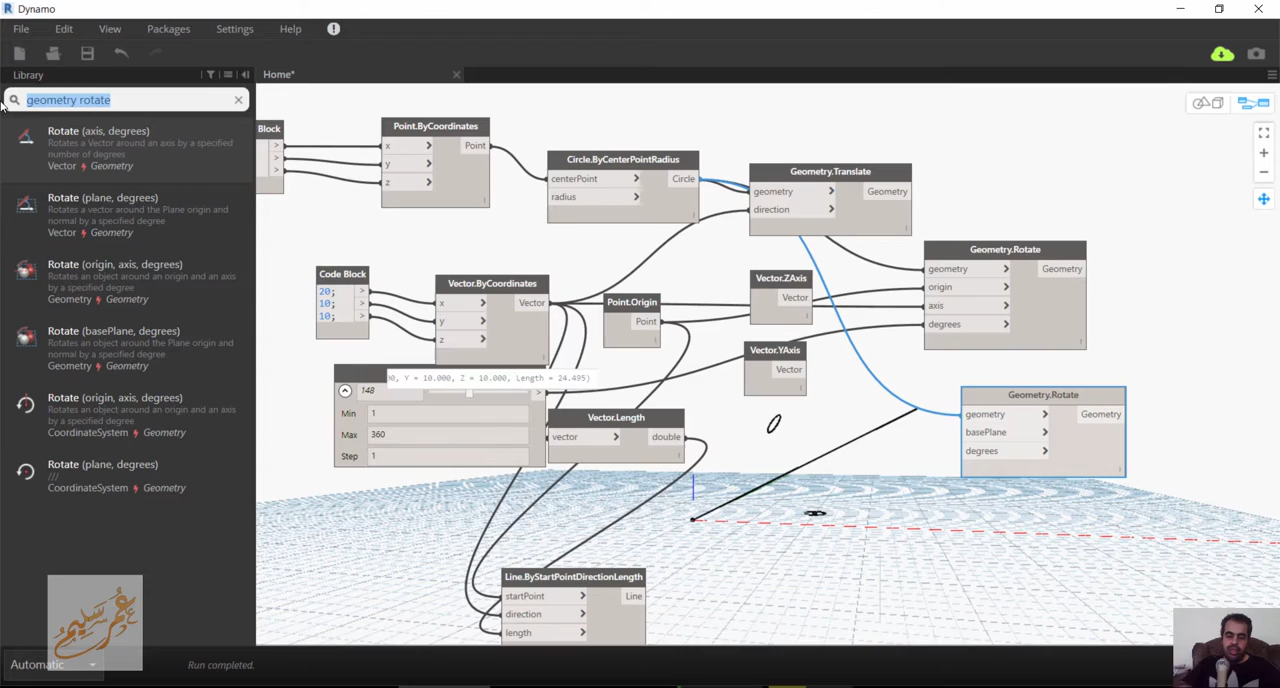 Dynamo
File Edit View Packages Settings Help
Library
Home*
geometry rotate
Rotate (axis, degrees)
Rotates a Vector around an axis by a specified
number of degrees
Vector Geometry
Rotate (plane, degrees)
Rotates a vector around the Plane origin and
normal by a specified degree
Vector Geometry
Rotate (origin, axis, degrees)
Rotates an object around an origin and an axis
by a specified degree
Geometry Geometry
Rotate (basePlane, degrees)
Rotates an object around the Plane origin and
normal by a specified degree
Geometry Geometry
Rotate (origin, axis, degrees)
Rotates an object around an origin and an axis
CoordinateSystem Geometry
Rotate (plane, degrees)
///
CoordinateSystem Geometry
عمر سليم
Automatic
Run completed.
Block
>
>
>
Point.ByCoordinates
x > Point
y >
z >
Circle.ByCenterPointRadius
centerPoint > Circle
radius >
Geometry.Translate
geometry > Geometry
direction >
Geometry.Rotate
geometry > Geometry
origin >
axis >
degrees >
Code Block
20; >
10; >
10; >
Vector.ByCoordinates
x > Vector
y >
z >
Point.Origin
Point
Vector.ZAxis
Vector
Vector.YAxis
Vector
Y = 10.000, Z = 10.000, Length = 24.495)
148 >
Min 1
Max 360
Step 1
Vector.Length
vector > double
Geometry.Rotate
geometry > Geometry
basePlane >
degrees >
Line.ByStartPointDirectionLength
startPoint > Line
direction >
length >